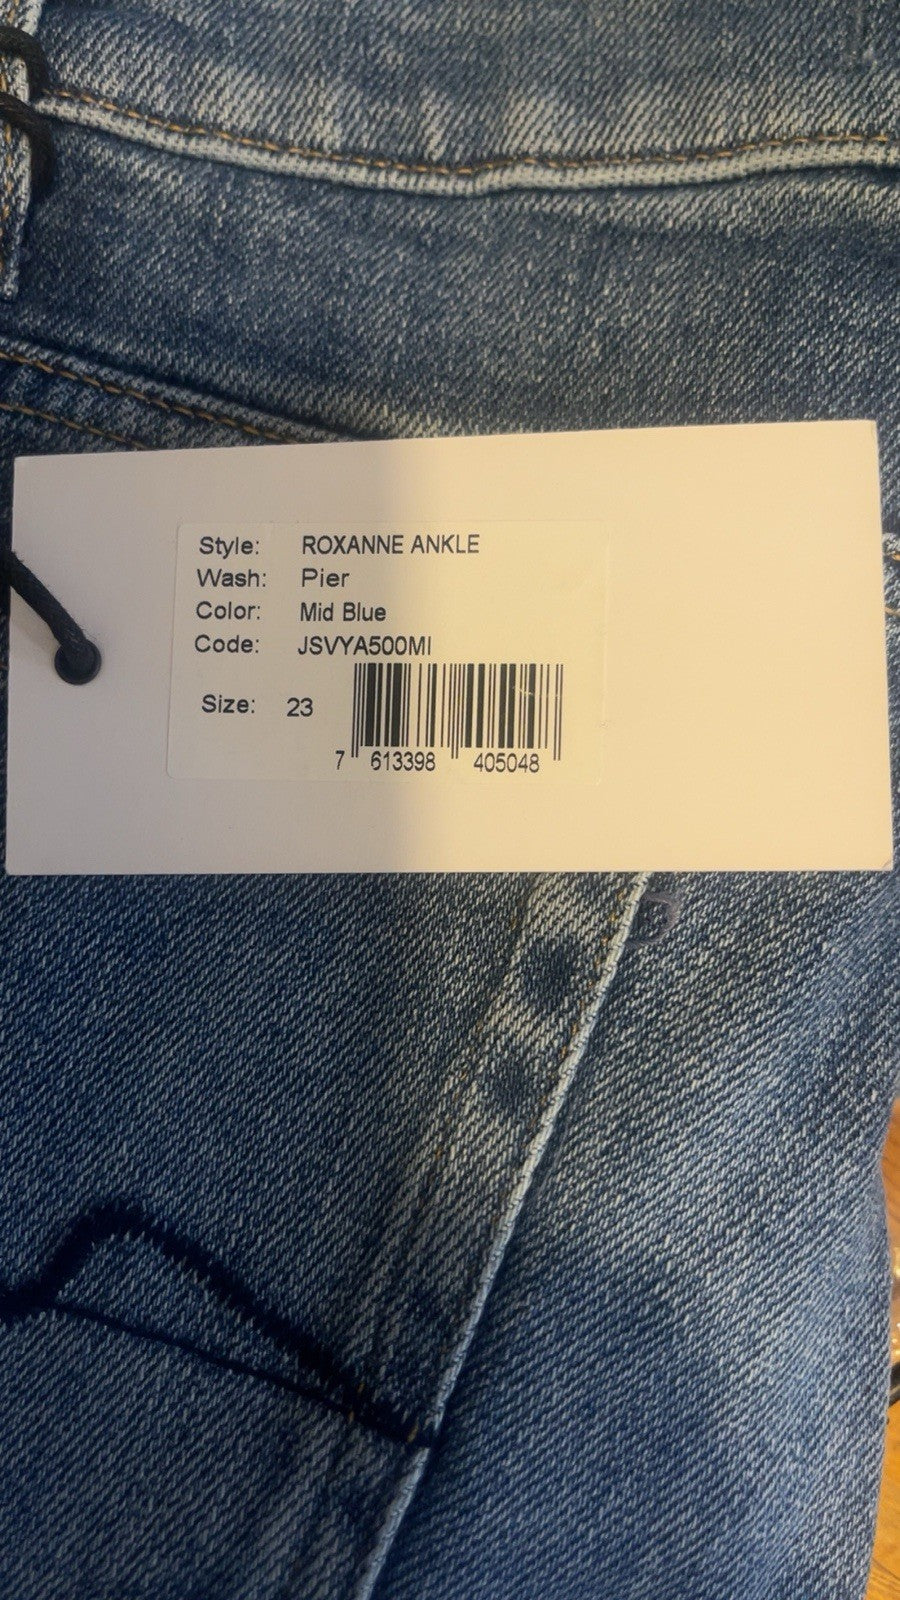 Style: ROXANNE ANKLE
Wash: Pier
Color: Mid Blue
Code: JSVYA500MI
Size: 23
7 613398 405048